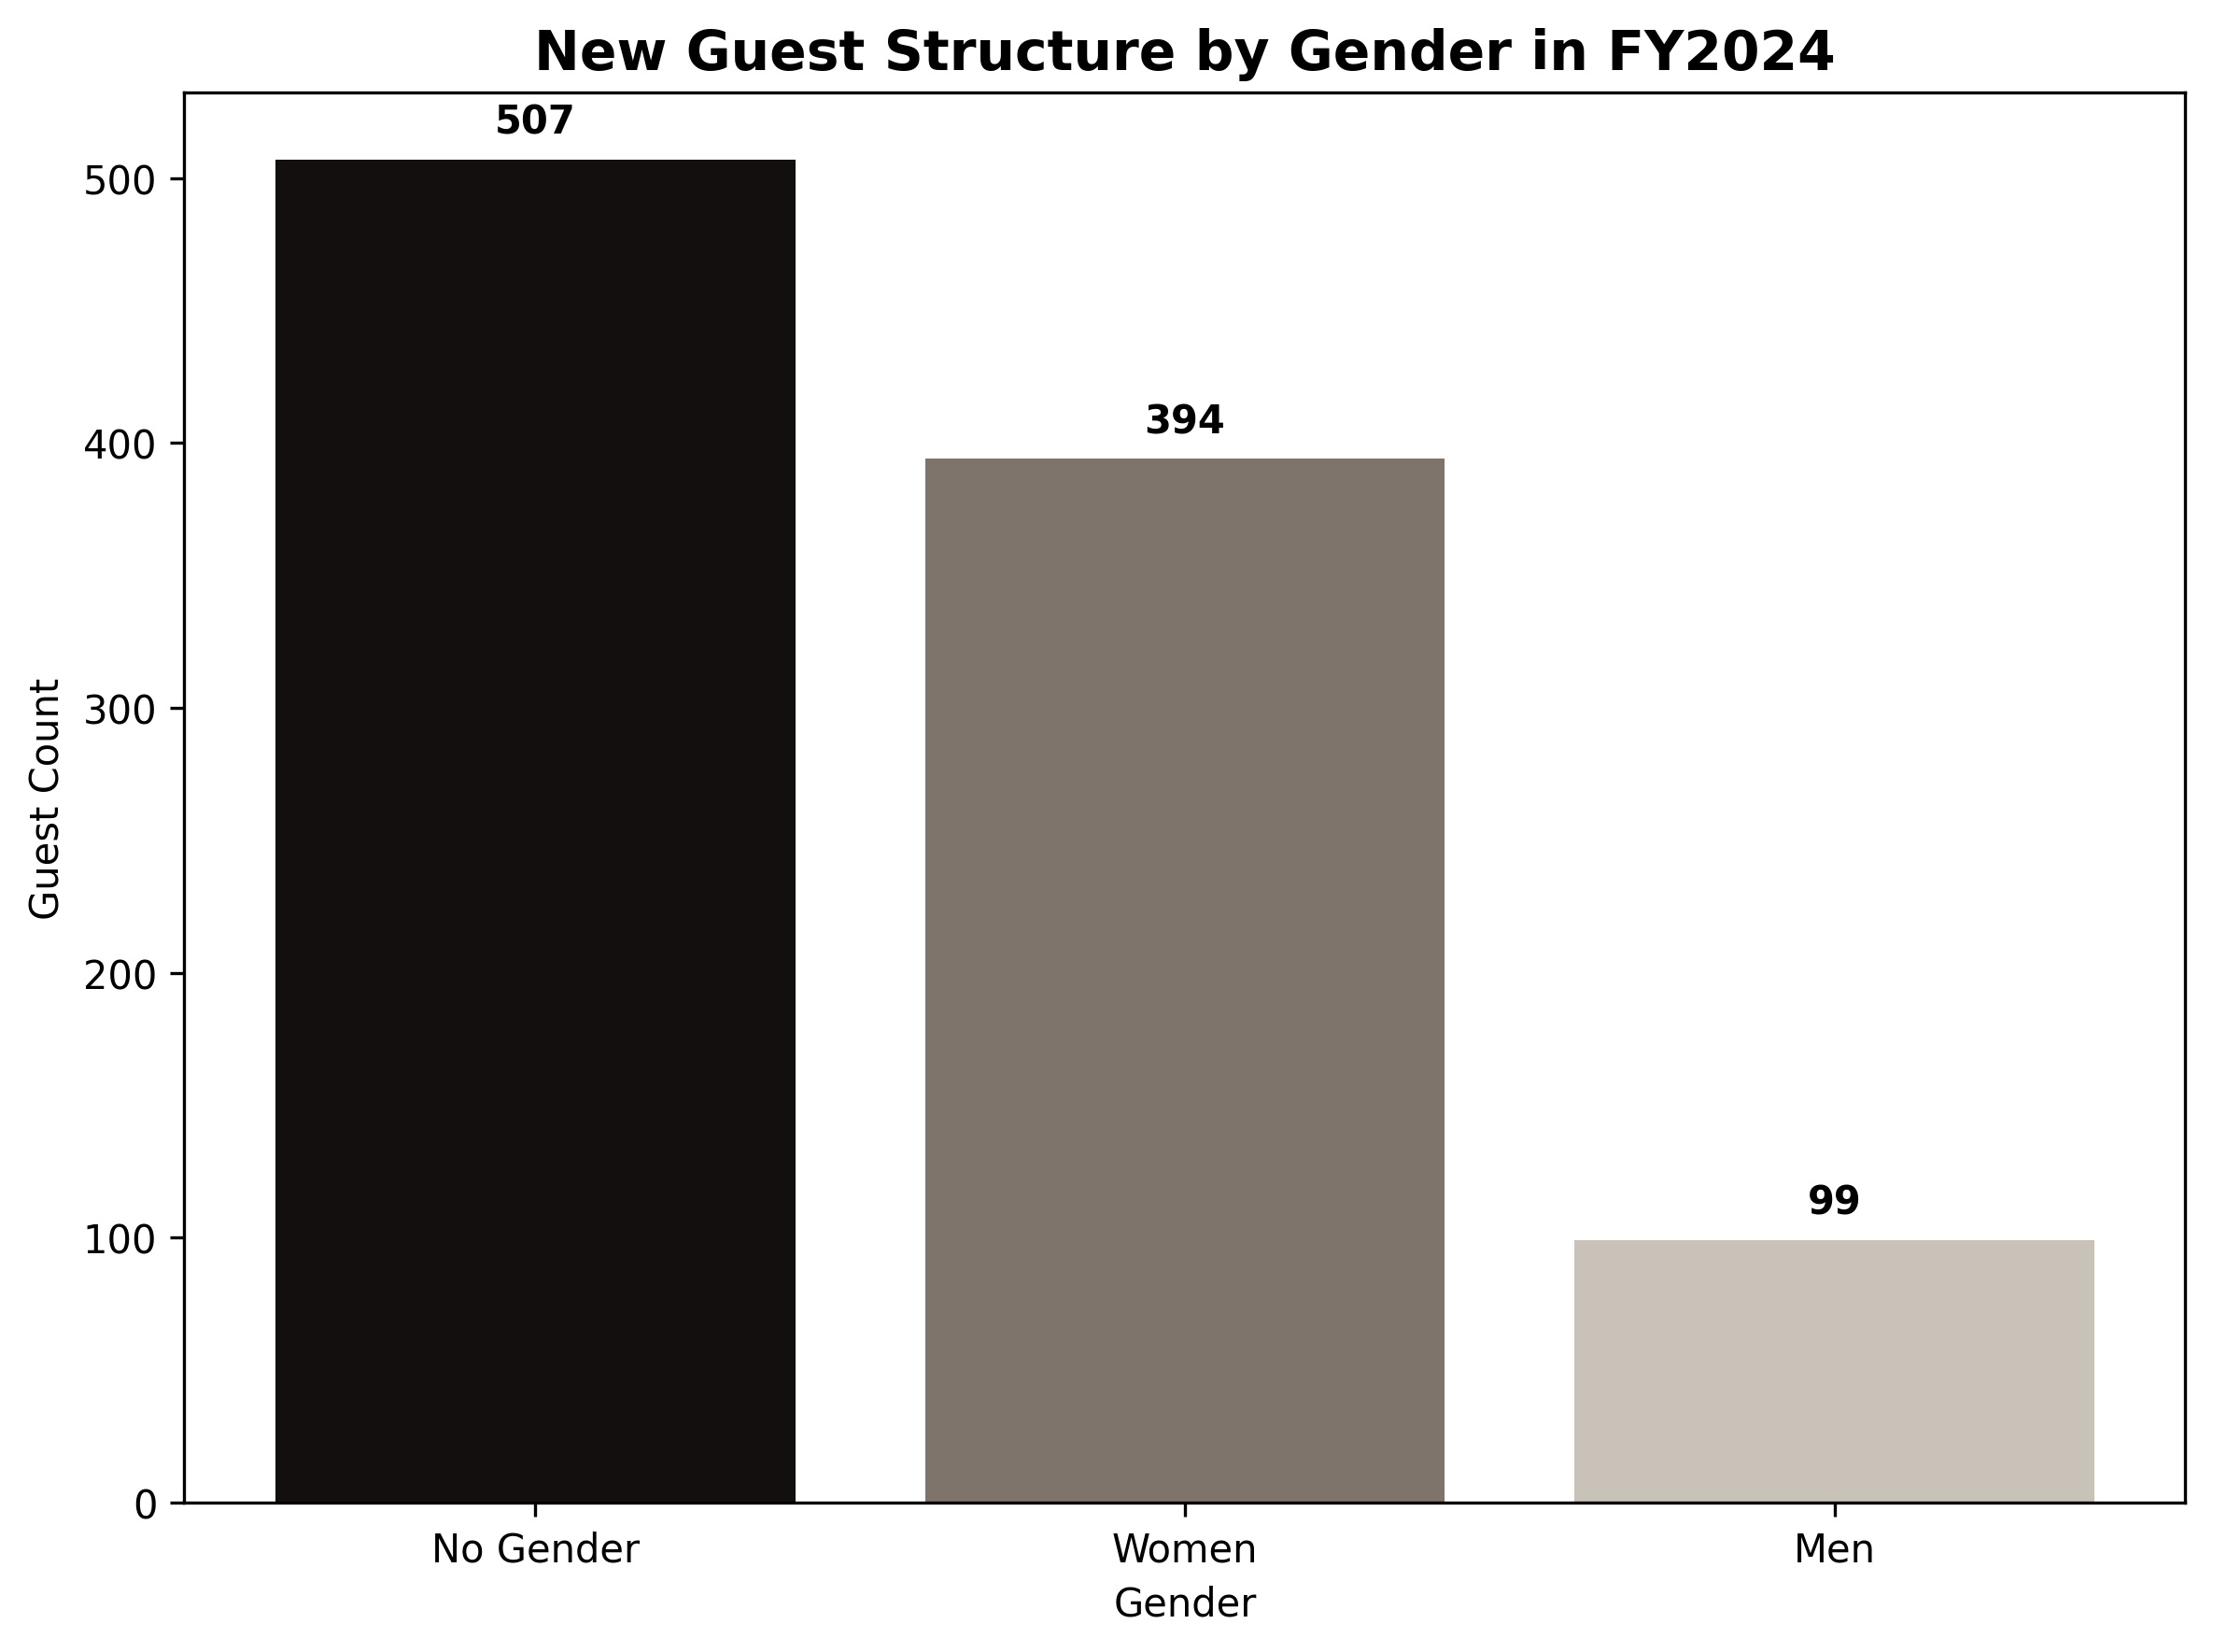 New Guest Structure by Gender in FY2024
507
500
394
400
300
Guest Count
200
99
100
0
No Gender
Women
Men
Gender